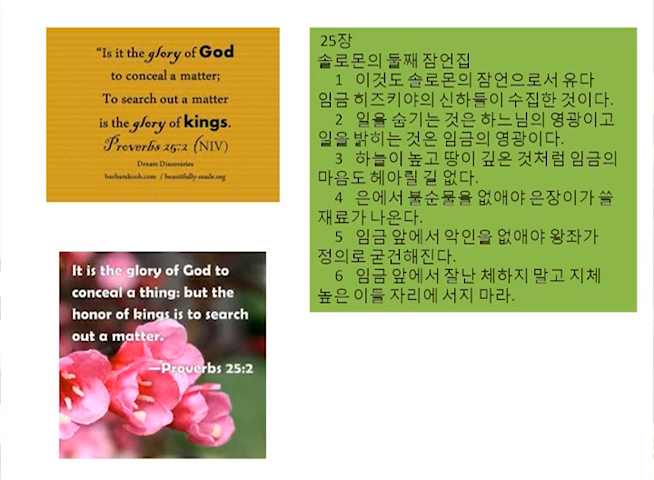 “Is it the glory of God
to conceal a matter;
To search out a matter
is the glory of kings.
Proverbs 25:2 (NIV)
Dream Discoveries
barbarakoob.com / beautifully-made.org
It is the glory of God to
conceal a thing: but the
honor of kings is to search
out a matter.
—Proverbs 25:2
25장
솔로몬의 둘째 잠언집
1 이것도 솔로몬의 잠언으로서 유다
임금 히즈키야의 신하들이 수집한 것이다.
2 일을 숨기는 것은 하느님의 영광이고
일을 밝히는 것은 임금의 영광이다.
3 하늘이 높고 땅이 깊은 것처럼 임금의
마음도 헤아릴 길 없다.
4 은에서 불순물을 없애야 은장이가 쓸
재료가 나온다.
5 임금 앞에서 악인을 없애야 왕좌가
정의로 굳건해진다.
6 임금 앞에서 잘난 체하지 말고 지체
높은 이들 자리에 서지 마라.